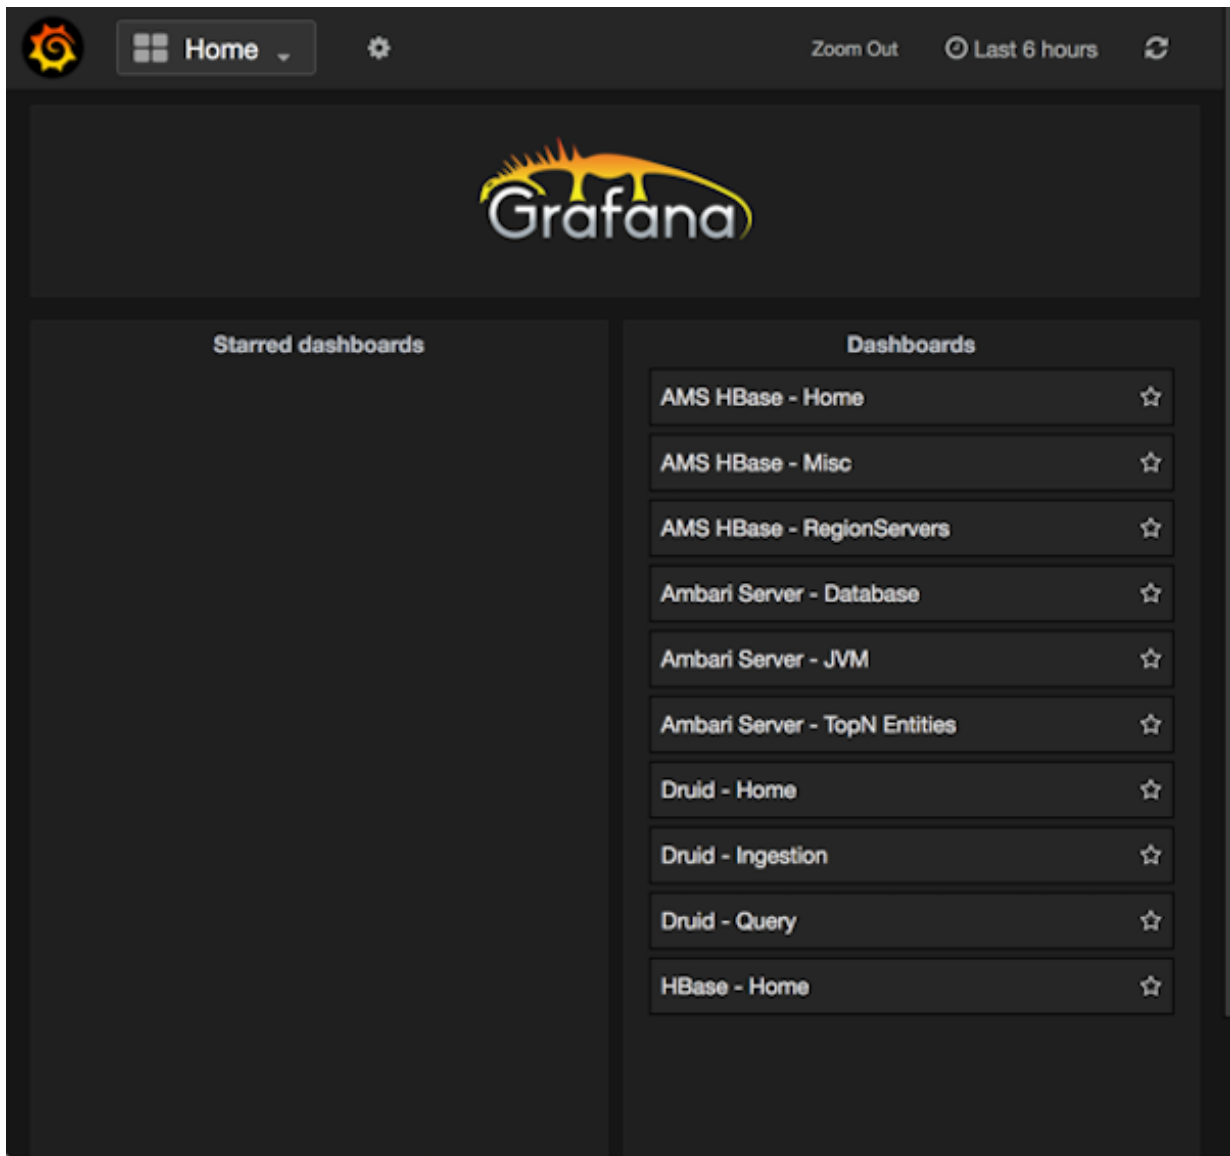 Home
Zoom Out
Last 6 hours
Grafana
Starred dashboards
Dashboards
AMS HBase - Home
AMS HBase - Misc
AMS HBase - RegionServers
Ambari Server - Database
Ambari Server - JVM
Ambari Server - TopN Entities
Druid - Home
Druid - Ingestion
Druid - Query
HBase - Home